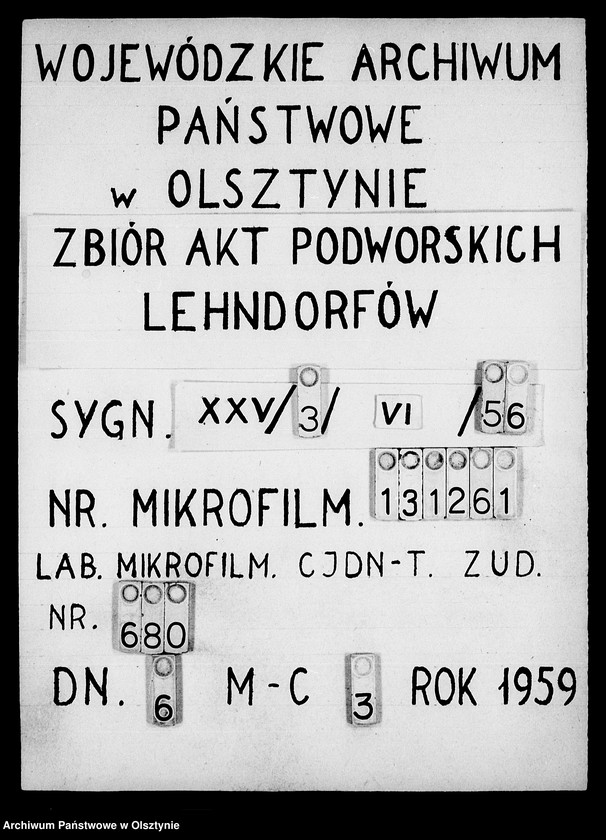 WOJEWÓDZKIE ARCHIWUM
PAŃSTWOWE
w OLSZTYNIE
ZBIÓR AKT PODWORSKICH
LEHNDORFÓW
SYGN. XXV/3/ VI /56
NR. MIKROFILM. 131261
LAB. MIKROFILM. CJDN-T. ZUD.
NR. 680
DN. 6 M-C 3 ROK 1959
Archiwum Państwowe w Olsztynie